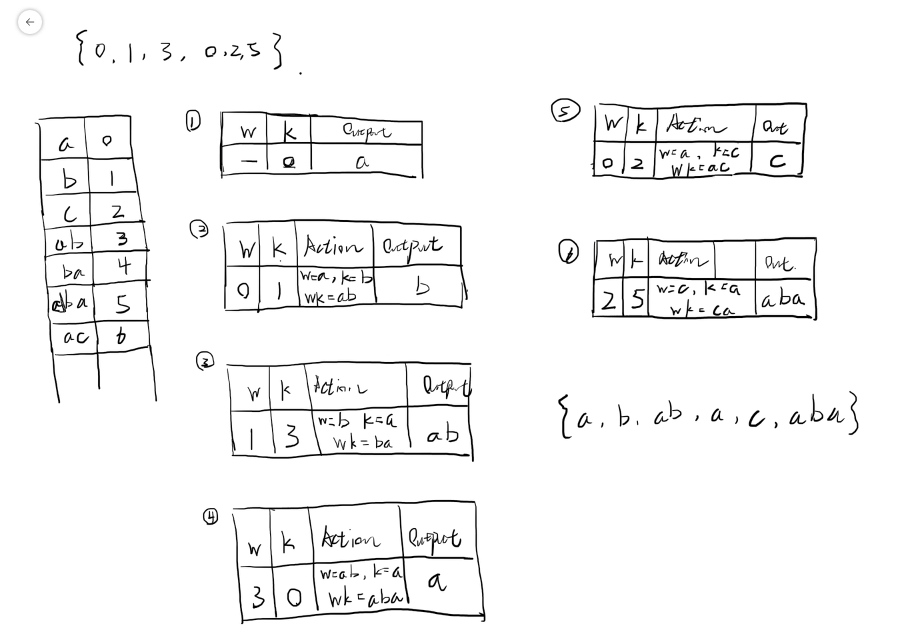 {0, 1, 3, 0, 2, 5}.
a 0
b 1
c 2
ab 3
ba 4
aba 5
ac 6
①
W K Output
- 0 a
②
W K Action Output
0 1 w=a, k=b b
wk=ab
③
W K Action Output
1 3 w=b k=a ab
wk=ba
④
W K Action Output
3 0 w=ab, k=a a
wk=aba
⑤
W K Action Out
0 2 w=a, k=c c
wk=ac
⑥
W K Action Out.
2 5 w=c, k=a aba
wk=ca
{a, b, ab, a, c, aba}